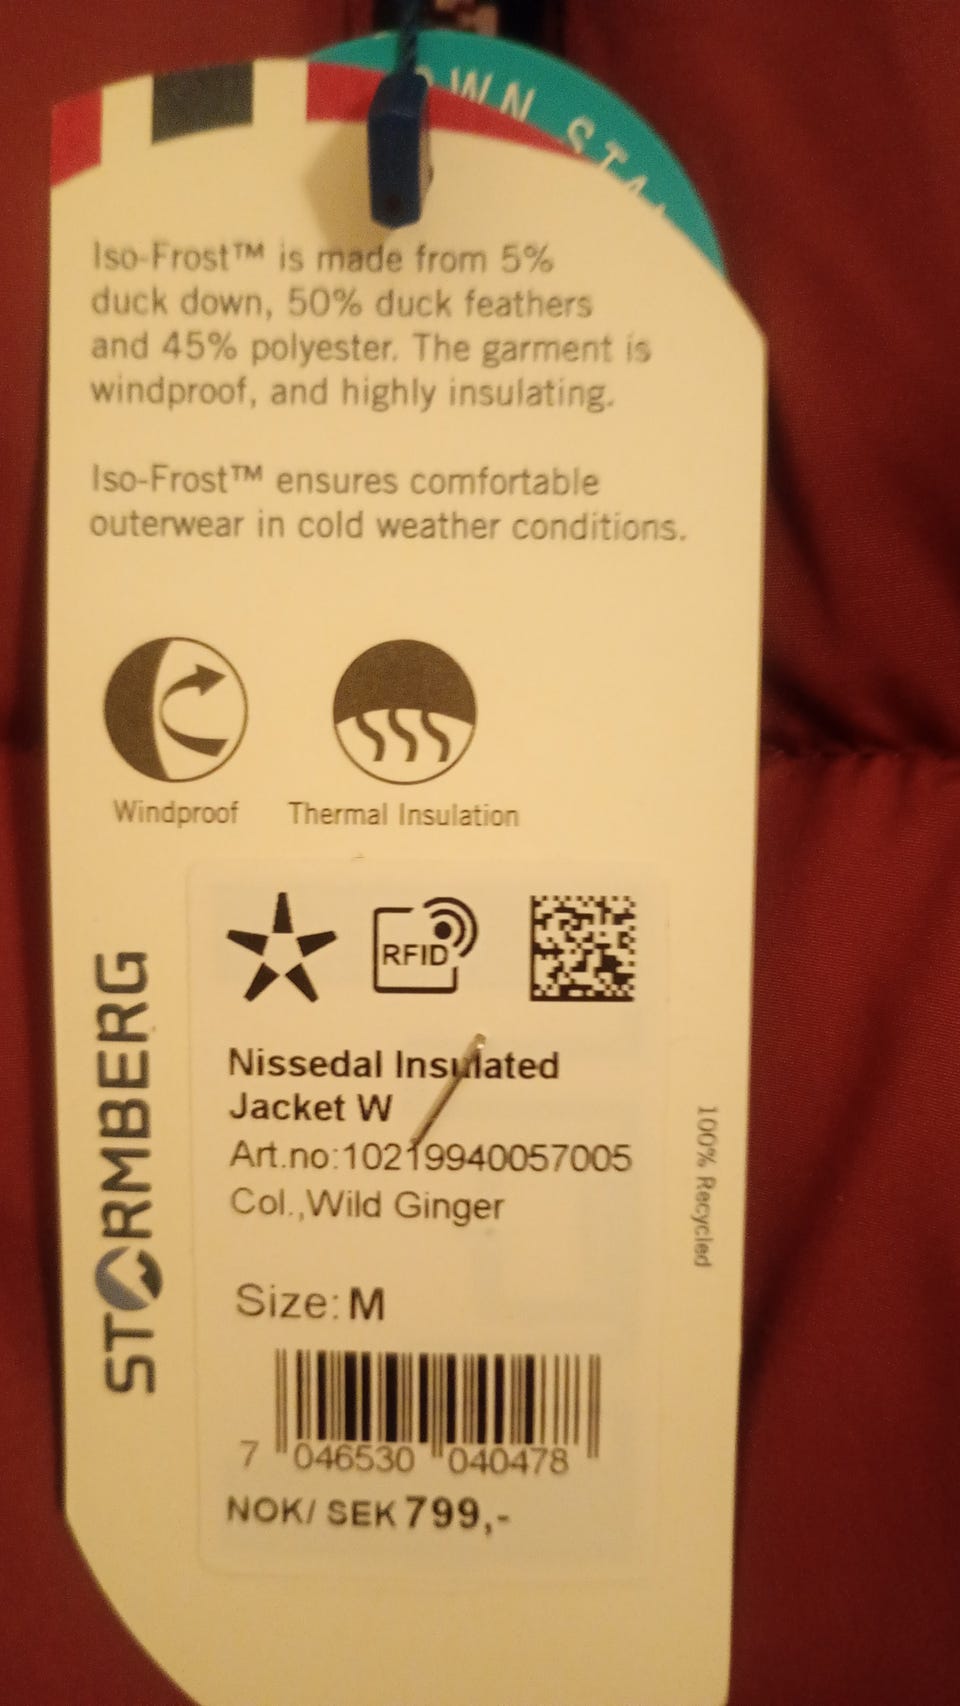 Iso-Frost™ is made from 5%
duck down, 50% duck feathers
and 45% polyester. The garment is
windproof, and highly insulating.
Iso-Frost™ ensures comfortable
outerwear in cold weather conditions.
Windproof
Thermal Insulation
RFID
STORMBERG
Nissedal Insulated
Jacket W
Art.no:10219940057005
Col.,Wild Ginger
100% Recycled
Size: M
7 046530 040478
NOK/ SEK 799,-